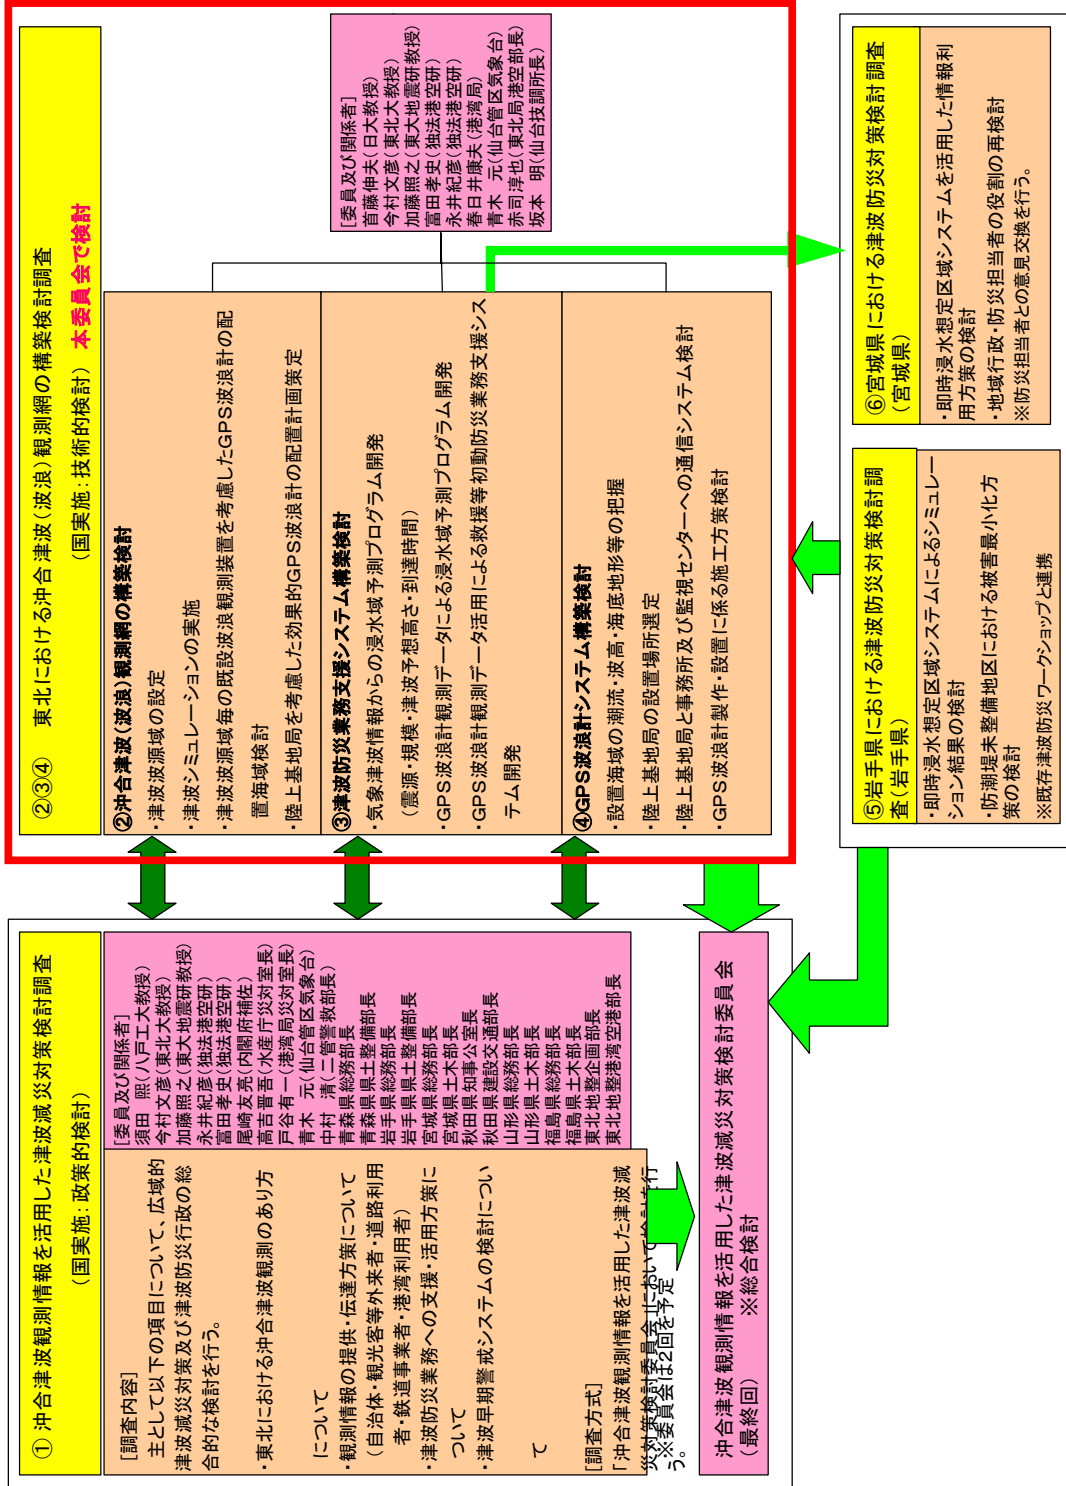 ① 沖合津波観測情報を活用した津波減災対策検討調査
(国実施:政策的検討)
[調査内容]
主として以下の項目について、広域的
津波減災対策及び津波防災行政の総
合的な検討を行う。
・東北における沖合津波観測のあり方
について
・観測情報の提供・伝達方策について
(自治体・観光客等外来者・道路利用
者・鉄道事業者・港湾利用者)
・津波防災業務への支援・活用方策に
ついて
・津波早期警戒システムの検討につい
て
[調査方式]
「沖合津波観測情報を活用した津波減
災対策検討委員会」において検討を行
う。
※委員会は2回を予定
[委員及び関係者]
須田 熙(八戸工大教授)
今村文彦(東北大教授)
加藤照之(東大地震研教授)
永井紀彦(独法港空研)
富田孝史(独法港空研)
尾崎友亮(内閣府補佐)
高吉晋吾(水産庁災対室長)
戸谷有一(港湾局災対室長)
青木 元(仙台管区気象台)
中村 清(二管警救部長)
青森県総務部長
青森県県土整備部長
岩手県総務部長
岩手県県土整備部長
宮城県総務部長
宮城県土木部長
秋田県知事公室長
秋田県建設交通部長
山形県総務部長
山形県土木部長
福島県総務部長
福島県土木部長
東北地整企画部長
東北地整港湾空港部長
沖合津波観測情報を活用した津波減災対策検討委員会
(最終回) ※総合検討
②③④ 東北における沖合津波(波浪)観測網の構築検討調査
(国実施:技術的検討) 本委員会で検討
②沖合津波(波浪)観測網の構築検討
・津波波源域の設定
・津波シミュレーションの実施
・津波波源域毎の既設波浪観測装置を考慮したGPS波浪計の配
置海域検討
・陸上基地局を考慮した効果的GPS波浪計の配置計画策定
③津波防災業務支援システム構築検討
・気象津波情報からの浸水域予測プログラム開発
(震源・規模・津波予想高さ・到達時間)
・GPS波浪計観測データによる浸水域予測プログラム開発
・GPS波浪計観測データ活用による救援等初動防災業務支援シス
テム開発
④GPS波浪計システム構築検討
・設置海域の潮流・波高・海底地形等の把握
・陸上基地局の設置場所選定
・陸上基地局と事務所及び監視センターへの通信システム検討
・GPS波浪計製作・設置に係る施工方策検討
[委員及び関係者]
首藤伸夫(日大教授)
今村文彦(東北大教授)
加藤照之(東大地震研教授)
富田孝史(独法港空研)
永井紀彦(独法港空研)
春日井康夫(港湾局)
青木 元(仙台管区気象台)
赤司淳也(東北局港空部長)
坂本 明(仙台技調所長)
⑤岩手県における津波防災対策検討調
査(岩手県)
・即時浸水想定区域システムによるシミュレー
ション結果の検討
・防潮堤未整備地区における被害最小化方
策の検討
※既存津波防災ワークショップと連携
⑥宮城県における津波防災対策検討調査
(宮城県)
・即時浸水想定区域システムを活用した情報利
用方策の検討
・地域行政・防災担当者の役割の再検討
※防災担当者との意見交換を行う。